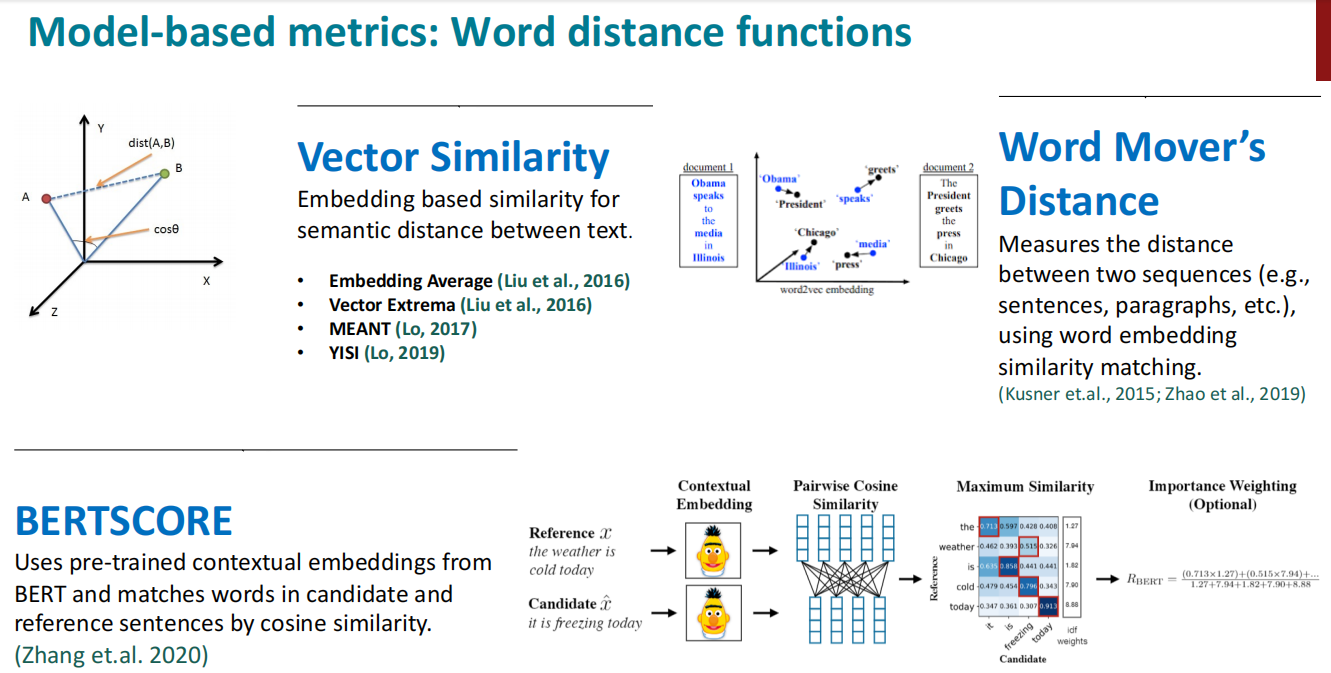 Model-based metrics: Word distance functions
Y
dist(A,B)
B
A
cosθ
X
Z
Vector Similarity
Embedding based similarity for
semantic distance between text.
• Embedding Average (Liu et al., 2016)
• Vector Extrema (Liu et al., 2016)
• MEANT (Lo, 2017)
• YISI (Lo, 2019)
document 1
Obama
speaks
to
the
media
in
Illinois
'Obama'
'President'
'greets'
'speaks'
'Chicago'
'Illinois'
'media'
'press'
word2vec embedding
document 2
The
President
greets
the
press
in
Chicago
Word Mover's
Distance
Measures the distance
between two sequences (e.g.,
sentences, paragraphs, etc.),
using word embedding
similarity matching.
(Kusner et.al., 2015; Zhao et al., 2019)
BERTSCORE
Uses pre-trained contextual embeddings from
BERT and matches words in candidate and
reference sentences by cosine similarity.
(Zhang et.al. 2020)
Reference x
the weather is
cold today
Candidate x̂
it is freezing today
Contextual
Embedding
Pairwise Cosine
Similarity
Maximum Similarity
Reference
the 0.713 0.597 0.428 0.408 1.27
weather 0.462 0.393 0.515 0.326 7.94
is 0.635 0.858 0.441 0.441 1.82
cold 0.479 0.454 0.796 0.343 7.90
today 0.347 0.361 0.307 0.913 8.88
it is freezing today
idf
weights
Candidate
Importance Weighting
(Optional)
R_BERT = (0.713×1.27)+(0.515×7.94)+... / 1.27+7.94+1.82+7.90+8.88